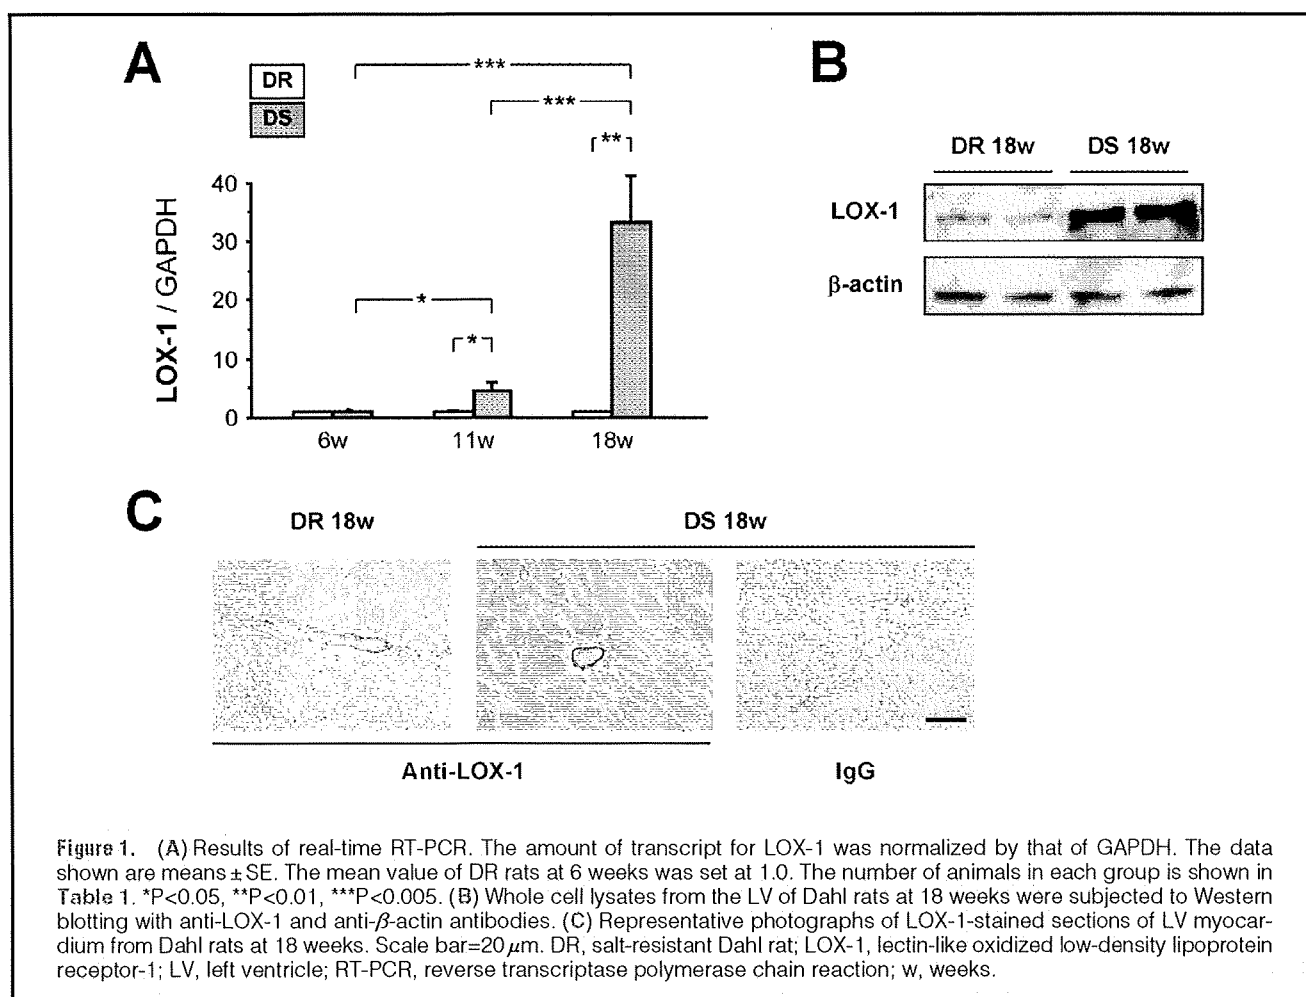 A
B
DR
DS
***
***
**
*
*
LOX-1 / GAPDH
40
30
20
10
0
6w
11w
18w
DR 18w
DS 18w
LOX-1
β-actin
C
DR 18w
DS 18w
Anti-LOX-1
IgG
Figure 1. (A) Results of real-time RT-PCR. The amount of transcript for LOX-1 was normalized by that of GAPDH. The data
shown are means ± SE. The mean value of DR rats at 6 weeks was set at 1.0. The number of animals in each group is shown in
Table 1. *P<0.05, **P<0.01, ***P<0.005. (B) Whole cell lysates from the LV of Dahl rats at 18 weeks were subjected to Western
blotting with anti-LOX-1 and anti-β-actin antibodies. (C) Representative photographs of LOX-1-stained sections of LV myocar-
dium from Dahl rats at 18 weeks. Scale bar=20 μm. DR, salt-resistant Dahl rat; LOX-1, lectin-like oxidized low-density lipoprotein
receptor-1; LV, left ventricle; RT-PCR, reverse transcriptase polymerase chain reaction; w, weeks.